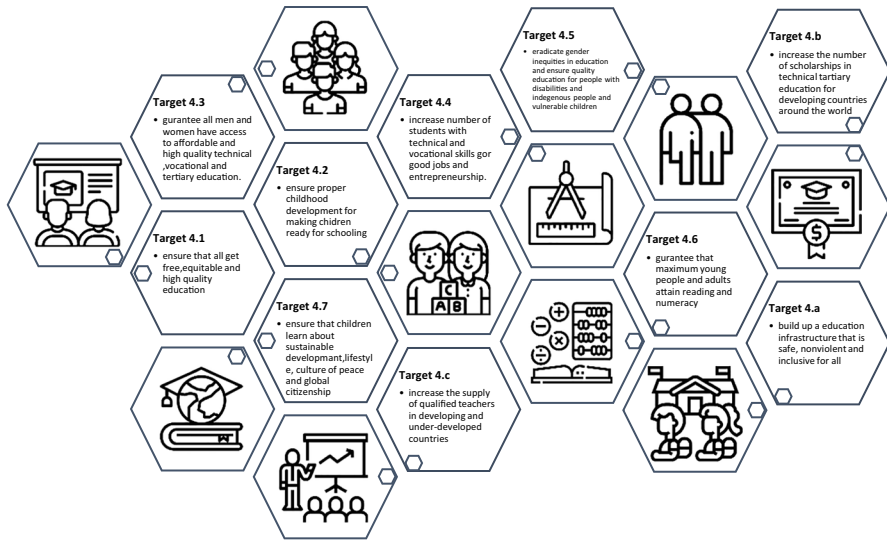 Target 4.3
• gurantee all men and
women have access
to affordable and
high quality technical
,vocational and
tertiary education.
Target 4.1
• ensure that all get
free,equitable and
high quality
education
Target 4.2
• ensure proper
childhood
development for
making chidren
ready for schooling
Target 4.7
• ensure that children
learn about
sustainable
development,lifestyl
e, culture of peace
and global
citizenship
Target 4.4
• increase number of
students with
technical and
vocational skills gor
good jobs and
entrepreneurship.
C
A B
Target 4.c
• increase the supply
of qualified teachers
in developing and
under-developed
countries
Target 4.5
• eradicate gender
inequities in education
and ensure quality
education for people with
disabilities and
indegenous people and
vulnerable children
Target 4.6
• gurantee that
maximum young
people and adults
attain reading and
numeracy
Target 4.b
• increase the number
of scholarships in
technical tertiary
education for
developing countries
around the world
$
Target 4.a
• build up a education
infrastructure that is
safe, nonviolent and
inclusive for all